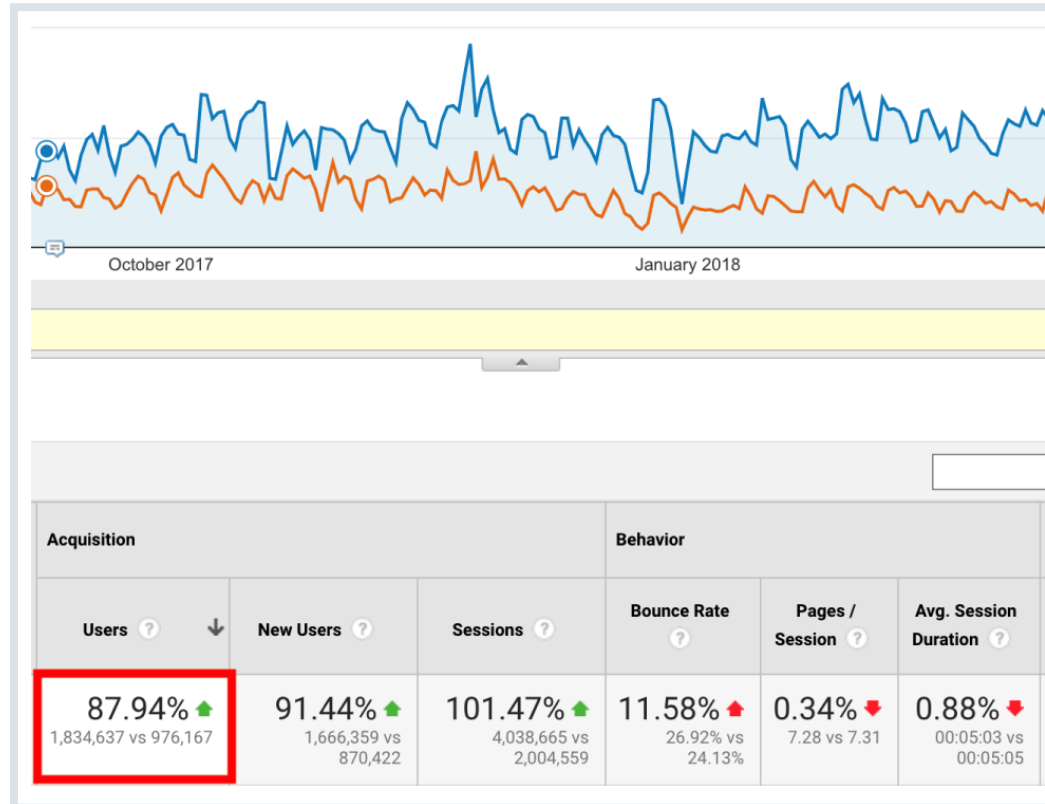 October 2017
January 2018
Acquisition
Behavior
Users ?
New Users ?
Sessions ?
Bounce Rate
?
Pages /
Session ?
Avg. Session
Duration ?
87.94%
1,834,637 vs 976,167
91.44%
1,666,359 vs
870,422
101.47%
4,038,665 vs
2,004,559
11.58%
26.92% vs
24.13%
0.34%
7.28 vs 7.31
0.88%
00:05:03 vs
00:05:05